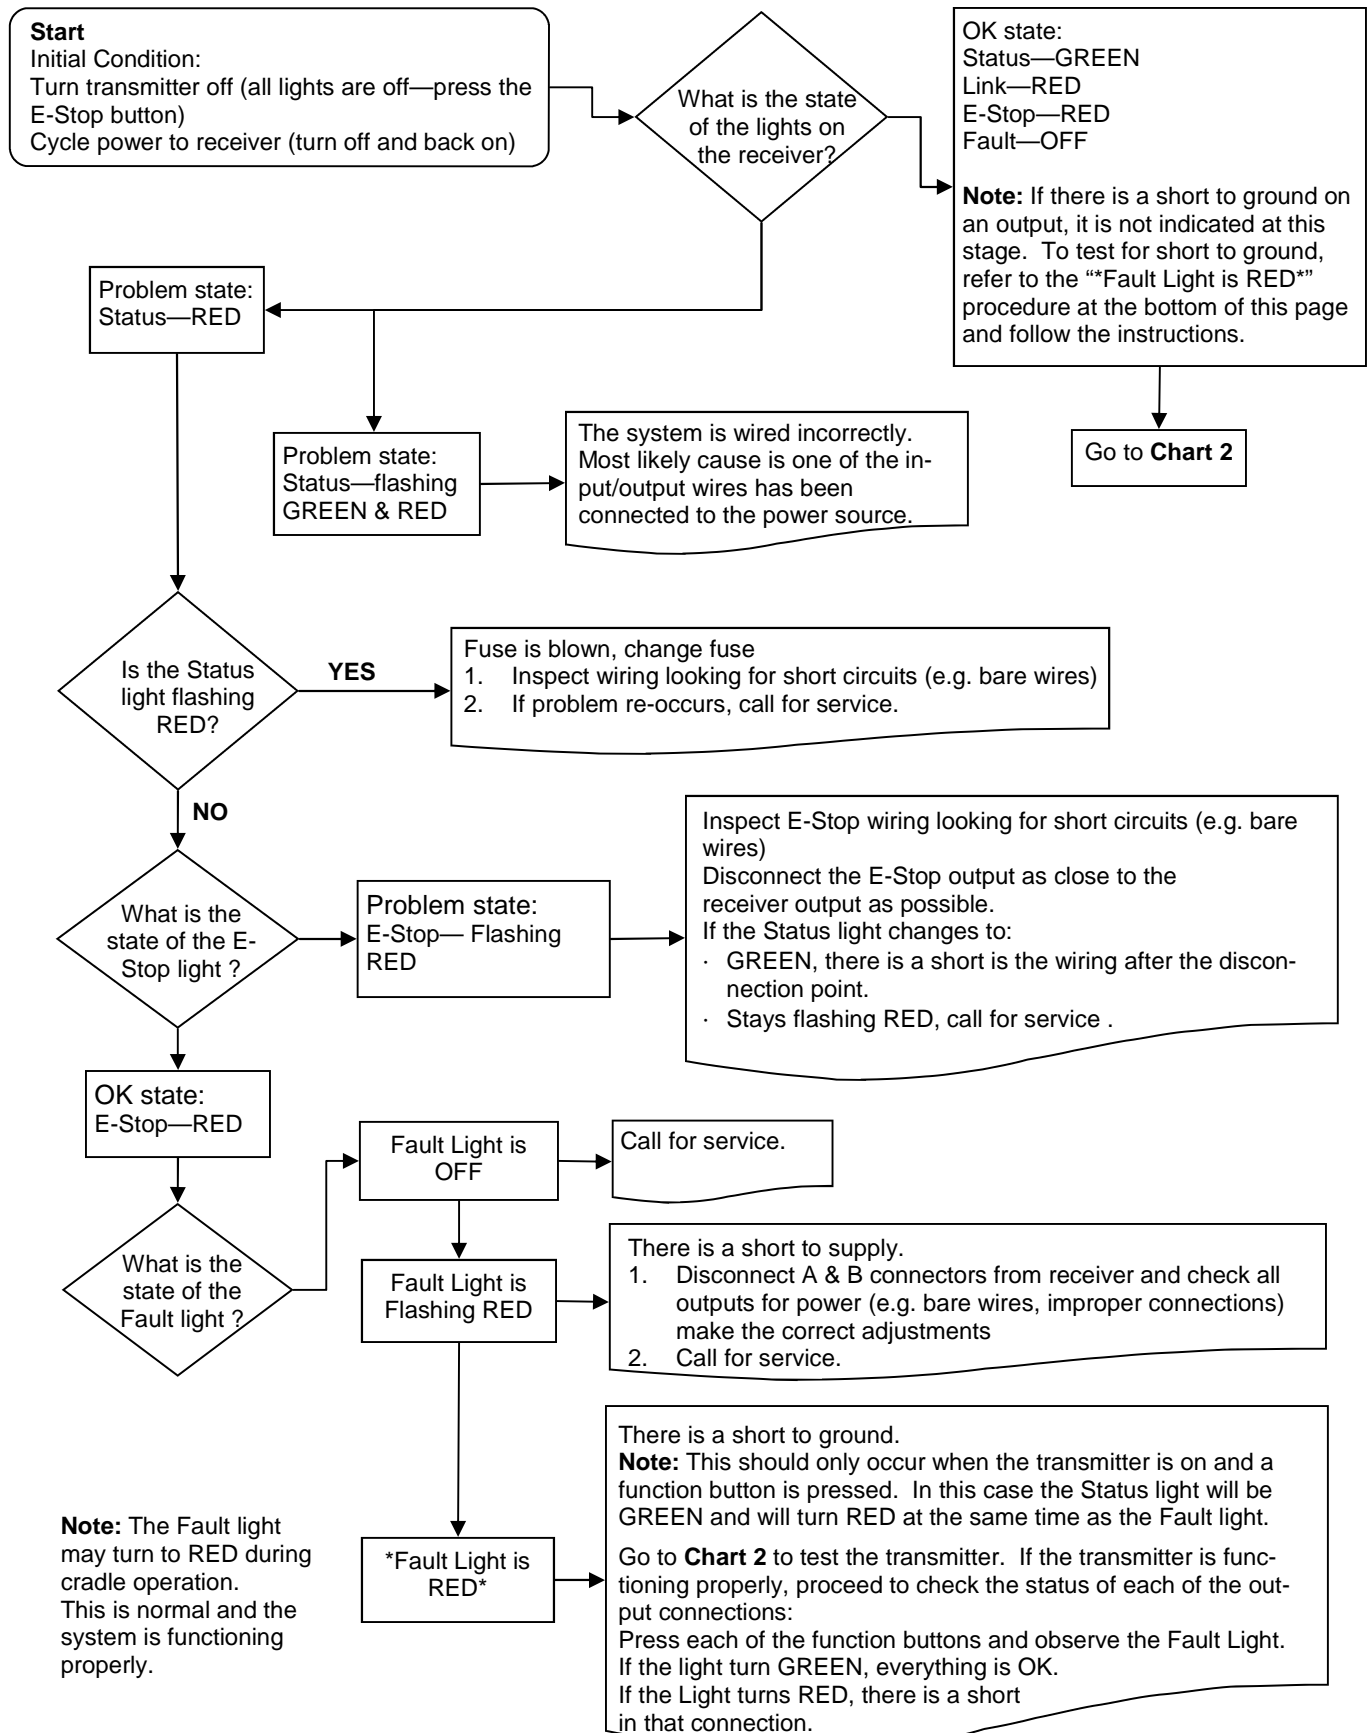 Start
Initial Condition:
Turn transmitter off (all lights are off—press the
E-Stop button)
Cycle power to receiver (turn off and back on)
What is the state
of the lights on
the receiver?
OK state:
Status—GREEN
Link—RED
E-Stop—RED
Fault—OFF
Note: If there is a short to ground on
an output, it is not indicated at this
stage. To test for short to ground,
refer to the “*Fault Light is RED*”
procedure at the bottom of this page
and follow the instructions.
Go to Chart 2
Problem state:
Status—RED
Problem state:
Status—flashing
GREEN & RED
The system is wired incorrectly.
Most likely cause is one of the in-
put/output wires has been
connected to the power source.
Is the Status
light flashing
RED?
YES
Fuse is blown, change fuse
1. Inspect wiring looking for short circuits (e.g. bare wires)
2. If problem re-occurs, call for service.
NO
What is the
state of the E-
Stop light ?
Problem state:
E-Stop— Flashing
RED
Inspect E-Stop wiring looking for short circuits (e.g. bare
wires)
Disconnect the E-Stop output as close to the
receiver output as possible.
If the Status light changes to:
· GREEN, there is a short is the wiring after the discon-
nection point.
· Stays flashing RED, call for service .
OK state:
E-Stop—RED
What is the
state of the
Fault light ?
Fault Light is
OFF
Call for service.
Fault Light is
Flashing RED
There is a short to supply.
1. Disconnect A & B connectors from receiver and check all
outputs for power (e.g. bare wires, improper connections)
make the correct adjustments
2. Call for service.
*Fault Light is
RED*
There is a short to ground.
Note: This should only occur when the transmitter is on and a
function button is pressed. In this case the Status light will be
GREEN and will turn RED at the same time as the Fault light.
Go to Chart 2 to test the transmitter. If the transmitter is func-
tioning properly, proceed to check the status of each of the out-
put connections:
Press each of the function buttons and observe the Fault Light.
If the light turn GREEN, everything is OK.
If the Light turns RED, there is a short
in that connection.
Note: The Fault light
may turn to RED during
cradle operation.
This is normal and the
system is functioning
properly.